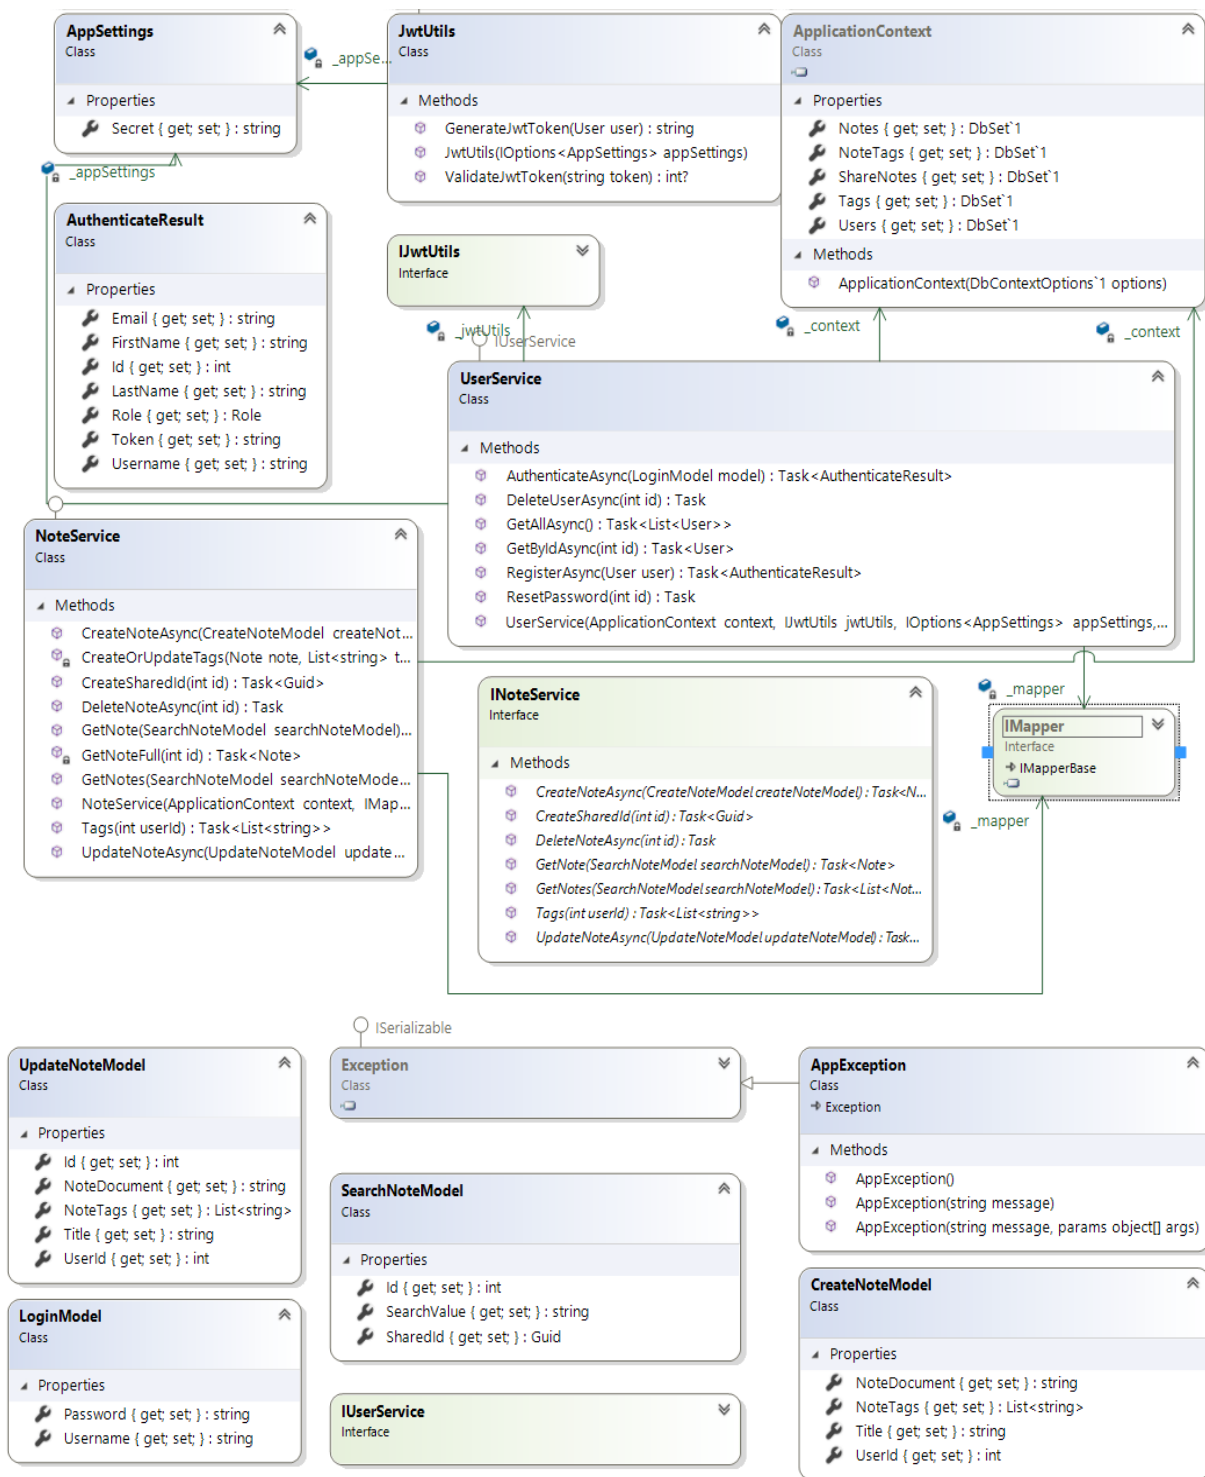 AppSettings
Class
Properties
Secret { get; set; } : string
_appSe...
JwtUtils
Class
Methods
GenerateJwtToken(User user) : string
JwtUtils(IOptions<AppSettings> appSettings)
ValidateJwtToken(string token) : int?
ApplicationContext
Class
Properties
Notes { get; set; } : DbSet`1
NoteTags { get; set; } : DbSet`1
ShareNotes { get; set; } : DbSet`1
Tags { get; set; } : DbSet`1
Users { get; set; } : DbSet`1
Methods
ApplicationContext(DbContextOptions`1 options)
_appSettings
AuthenticateResult
Class
Properties
Email { get; set; } : string
FirstName { get; set; } : string
Id { get; set; } : int
LastName { get; set; } : string
Role { get; set; } : Role
Token { get; set; } : string
Username { get; set; } : string
IJwtUtils
Interface
_jwtUtils
IUserService
_context
_context
UserService
Class
Methods
AuthenticateAsync(LoginModel model) : Task<AuthenticateResult>
DeleteUserAsync(int id) : Task
GetAllAsync() : Task<List<User>>
GetByIdAsync(int id) : Task<User>
RegisterAsync(User user) : Task<AuthenticateResult>
ResetPassword(int id) : Task
UserService(ApplicationContext context, IJwtUtils jwtUtils, IOptions<AppSettings> appSettings,...
NoteService
Class
Methods
CreateNoteAsync(CreateNoteModel createNot...
CreateOrUpdateTags(Note note, List<string> t...
CreateSharedId(int id) : Task<Guid>
DeleteNoteAsync(int id) : Task
GetNote(SearchNoteModel searchNoteModel)...
GetNoteFull(int id) : Task<Note>
GetNotes(SearchNoteModel searchNoteMode...
NoteService(ApplicationContext context, IMap...
Tags(int userId) : Task<List<string>>
UpdateNoteAsync(UpdateNoteModel update...
INoteService
Interface
Methods
CreateNoteAsync(CreateNoteModel createNoteModel) : Task<N...
CreateSharedId(int id) : Task<Guid>
DeleteNoteAsync(int id) : Task
GetNote(SearchNoteModel searchNoteModel) : Task<Note>
GetNotes(SearchNoteModel searchNoteModel) : Task<List<Not...
Tags(int userId) : Task<List<string>>
UpdateNoteAsync(UpdateNoteModel updateNoteModel) : Task...
_mapper
IMapper
Interface
IMapperBase
_mapper
UpdateNoteModel
Class
Properties
Id { get; set; } : int
NoteDocument { get; set; } : string
NoteTags { get; set; } : List<string>
Title { get; set; } : string
UserId { get; set; } : int
ISerializable
Exception
Class
AppException
Class
Exception
Methods
AppException()
AppException(string message)
AppException(string message, params object[] args)
SearchNoteModel
Class
Properties
Id { get; set; } : int
SearchValue { get; set; } : string
SharedId { get; set; } : Guid
LoginModel
Class
Properties
Password { get; set; } : string
Username { get; set; } : string
IUserService
Interface
CreateNoteModel
Class
Properties
NoteDocument { get; set; } : string
NoteTags { get; set; } : List<string>
Title { get; set; } : string
UserId { get; set; } : int